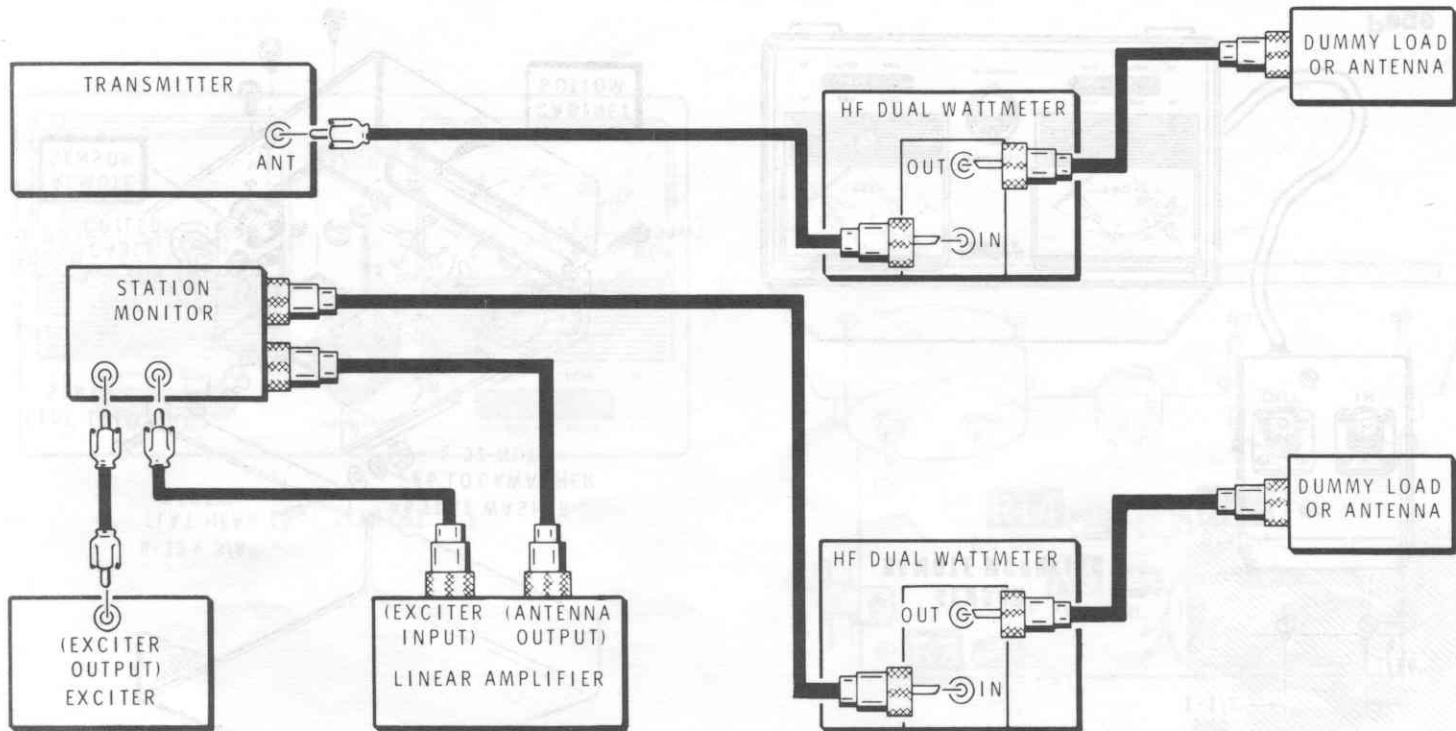 TRANSMITTER
ANT
HF DUAL WATTMETER
OUT
IN
DUMMY LOAD
OR ANTENNA
STATION
MONITOR
(EXCITER
OUTPUT)
EXCITER
(EXCITER
INPUT)
(ANTENNA
OUTPUT)
LINEAR AMPLIFIER
HF DUAL WATTMETER
OUT
IN
DUMMY LOAD
OR ANTENNA